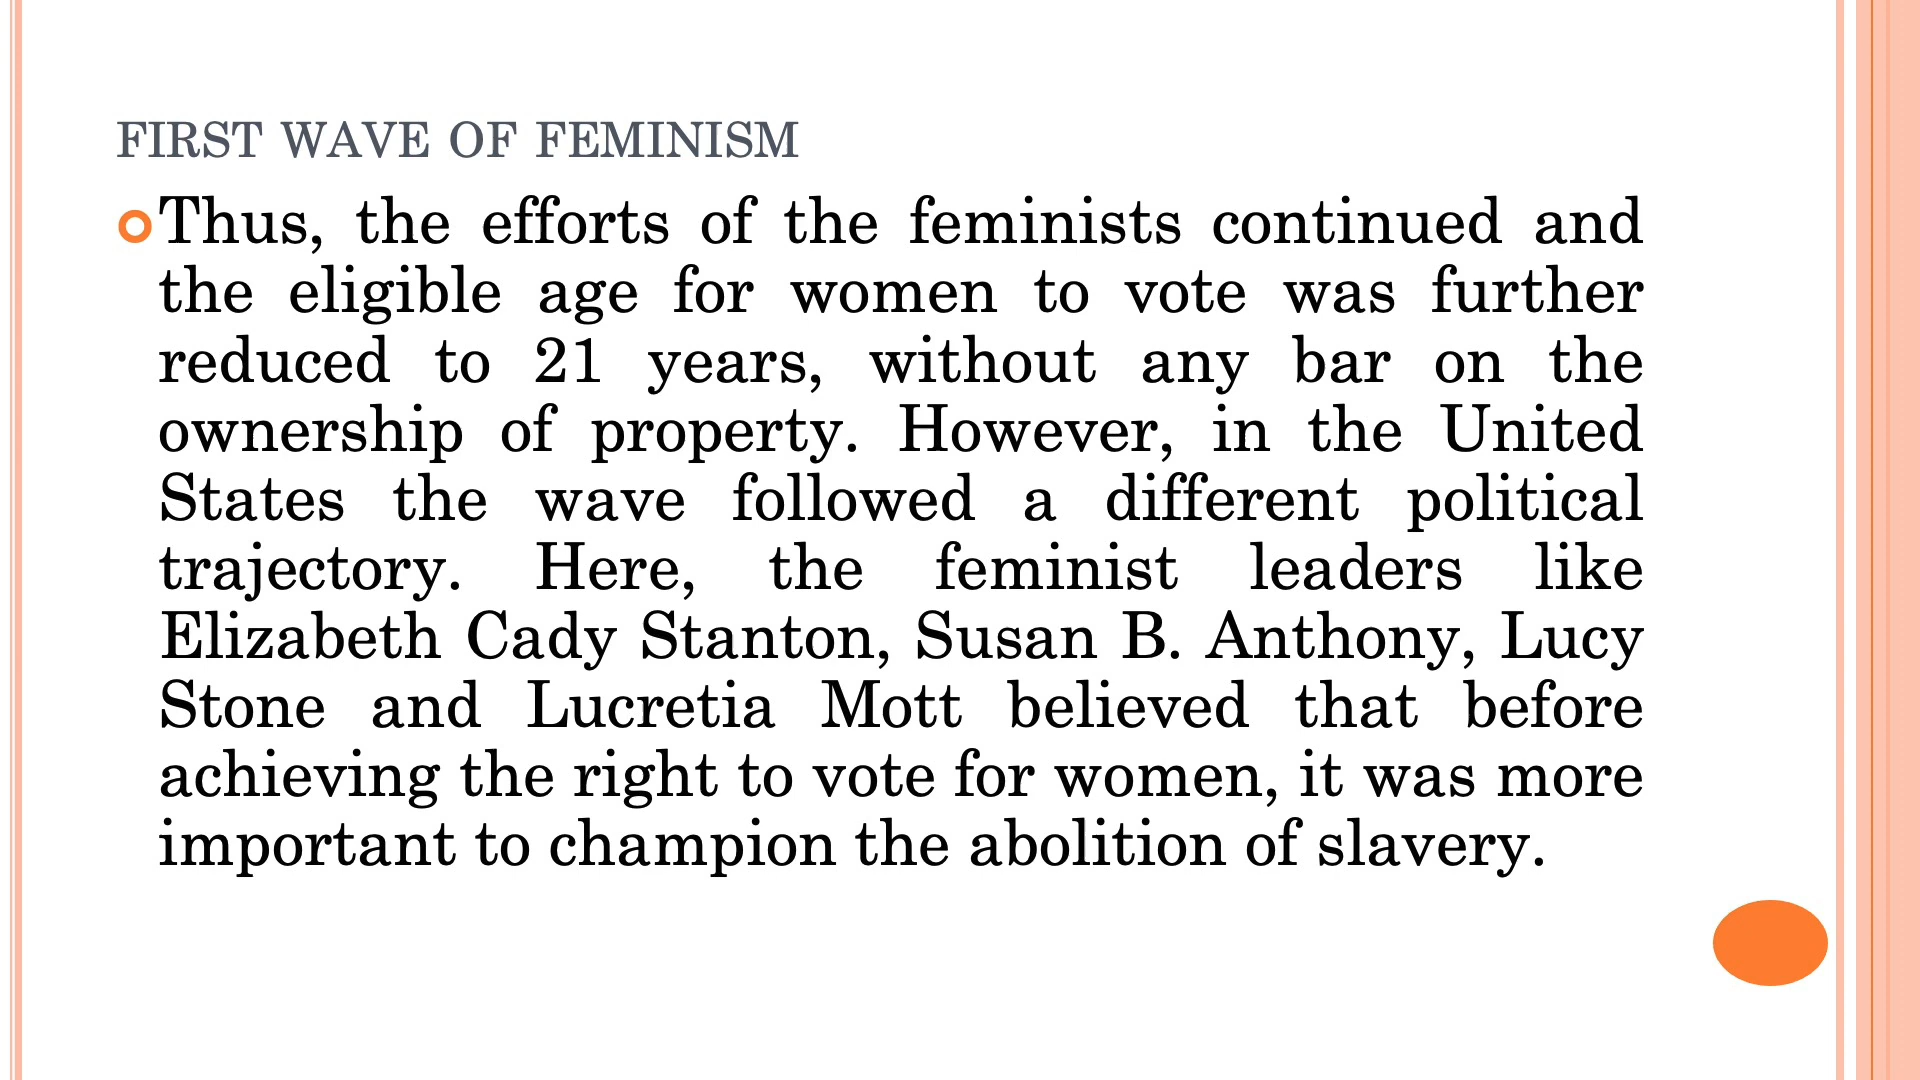 FIRST WAVE OF FEMINISM
Thus, the efforts of the feminists continued and
the eligible age for women to vote was further
reduced to 21 years, without any bar on the
ownership of property. However, in the United
States the wave followed a different political
trajectory. Here, the feminist leaders like
Elizabeth Cady Stanton, Susan B. Anthony, Lucy
Stone and Lucretia Mott believed that before
achieving the right to vote for women, it was more
important to champion the abolition of slavery.